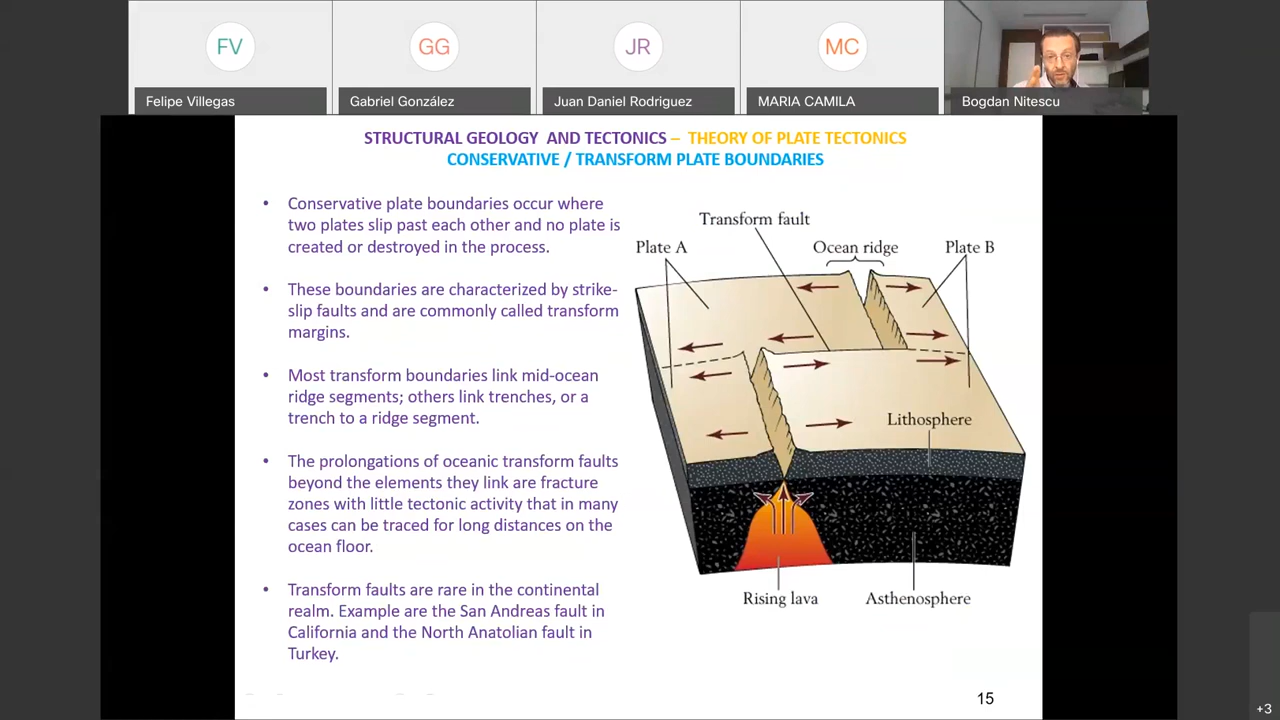 FV
GG
JR
MC
Felipe Villegas
Gabriel González
Juan Daniel Rodriguez
MARIA CAMILA
Bogdan Nitescu
STRUCTURAL GEOLOGY AND TECTONICS – THEORY OF PLATE TECTONICS
CONSERVATIVE / TRANSFORM PLATE BOUNDARIES
• Conservative plate boundaries occur where
two plates slip past each other and no plate is
created or destroyed in the process.
• These boundaries are characterized by strike-
slip faults and are commonly called transform
margins.
• Most transform boundaries link mid-ocean
ridge segments; others link trenches, or a
trench to a ridge segment.
• The prolongations of oceanic transform faults
beyond the elements they link are fracture
zones with little tectonic activity that in many
cases can be traced for long distances on the
ocean floor.
• Transform faults are rare in the continental
realm. Example are the San Andreas fault in
California and the North Anatolian fault in
Turkey.
Transform fault
Plate A
Ocean ridge
Plate B
Lithosphere
Rising lava
Asthenosphere
15
+3